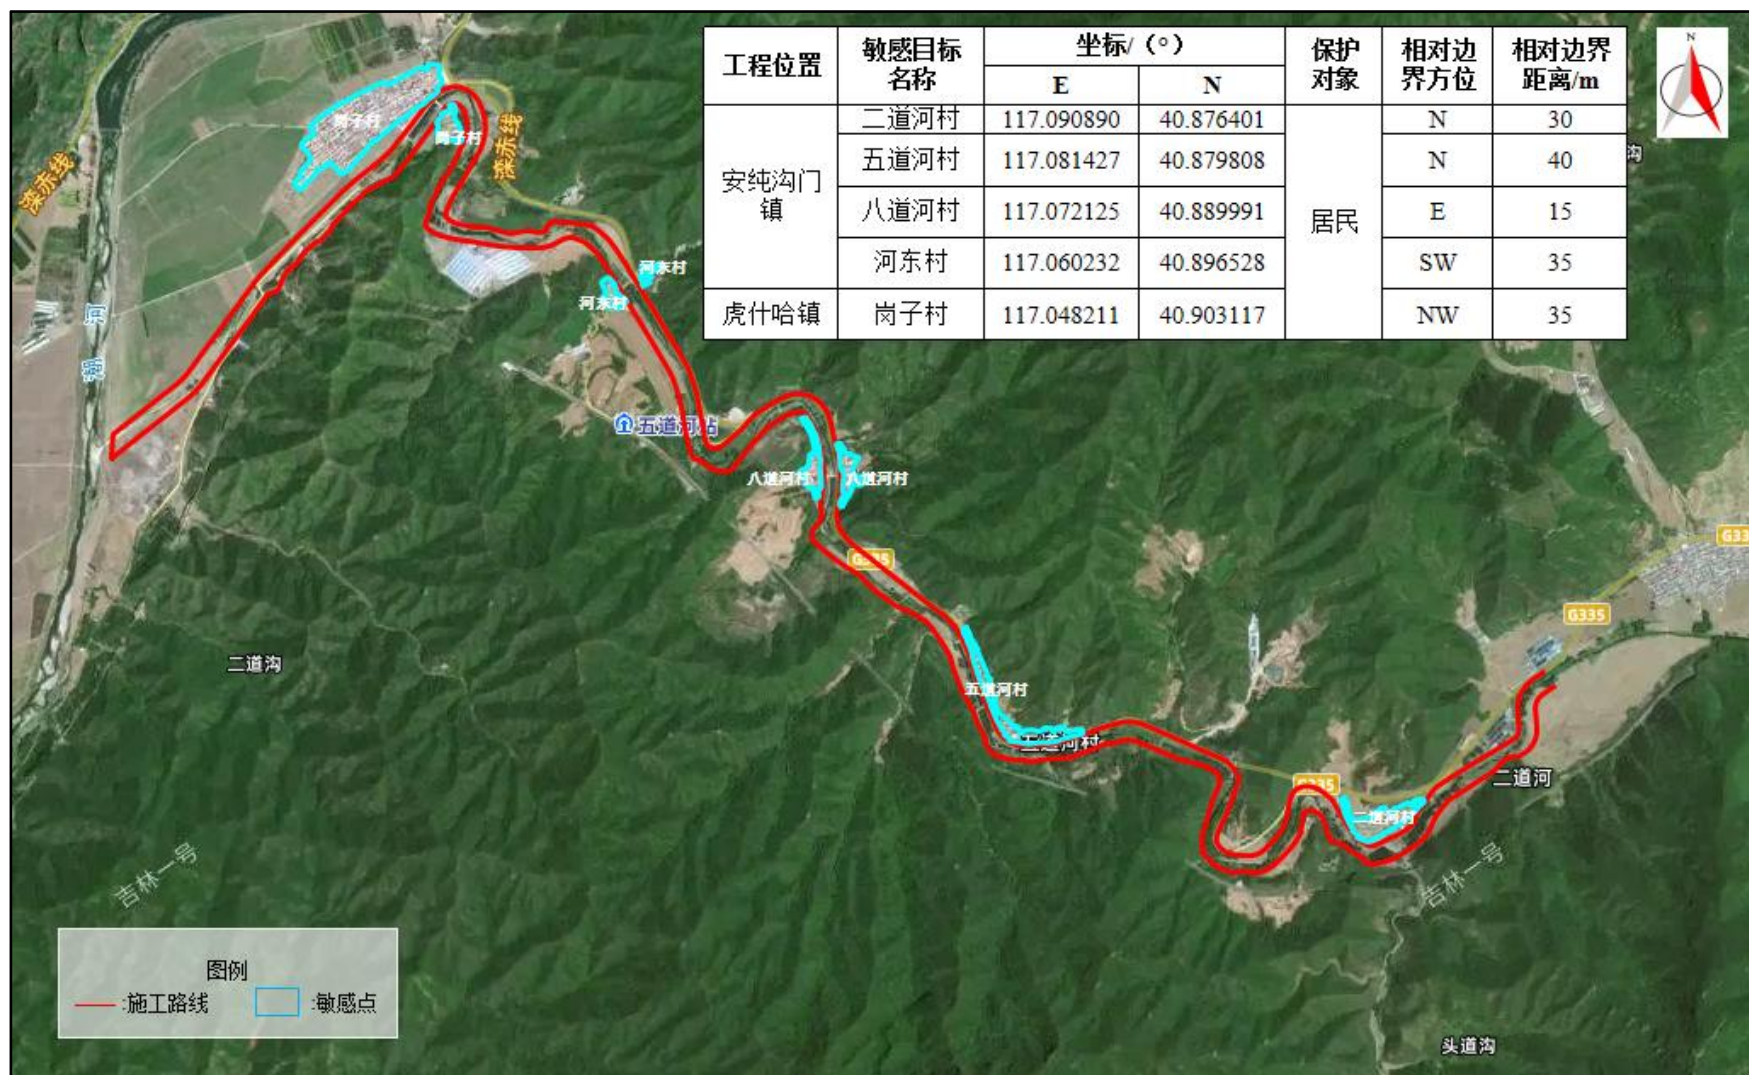 工程位置 敏感目标名称 坐标/（°） 保护对象 相对边界方位 相对边界距离/m
E N
安纯沟门镇 二道河村 117.090890 40.876401 居民 N 30
五道河村 117.081427 40.879808 N 40
八道河村 117.072125 40.889991 E 15
河东村 117.060232 40.896528 SW 35
虎什哈镇 岗子村 117.048211 40.903117 NW 35
N
沟
岗子村
岗子村
滦赤线
滦赤线
河东村
河东村
潮河
五道河站
八道河村
八道河村
G335
G33
G335
二道沟
五道河村
五道河村
G335
二道河
二道河村
吉林一号
吉林一号
图例
:施工路线
:敏感点
头道沟